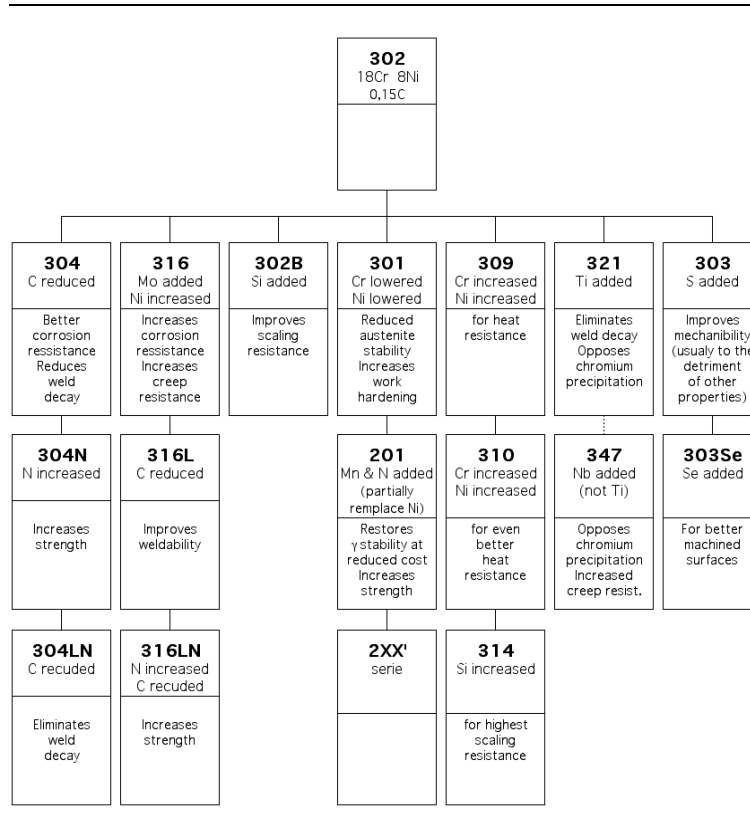 302
18Cr 8Ni
0,15C
304
C reduced
Better
corrosion
ressistance
Reduces
weld
decay
316
Mo added
Ni increased
Increases
corrosion
ressistance
Increases
creep
resistance
302B
Si added
Improves
scaling
resistance
301
Cr lowered
Ni lowered
Reduced
austenite
stability
Increases
work
hardening
309
Cr increased
Ni increased
for heat
resistance
321
Ti added
Eliminates
weld decay
Opposes
chromium
precipitation
303
S added
Improves
mechanibility
(usualy to the
detriment
of other
properties)
304N
N increased
Increases
strength
316L
C reduced
Improves
weldability
201
Mn & N added
(partially
remplace Ni)
Restores
γ stability at
reduced cost
Increases
strength
310
Cr increased
Ni increased
for even
better
heat
resistance
347
Nb added
(not Ti)
Opposes
chromium
precipitation
Increased
creep resist.
303Se
Se added
For better
machined
surfaces
304LN
C recuded
Eliminates
weld
decay
316LN
N increased
C recuded
Increases
strength
2XX'
serie
314
Si increased
for highest
scaling
resistance